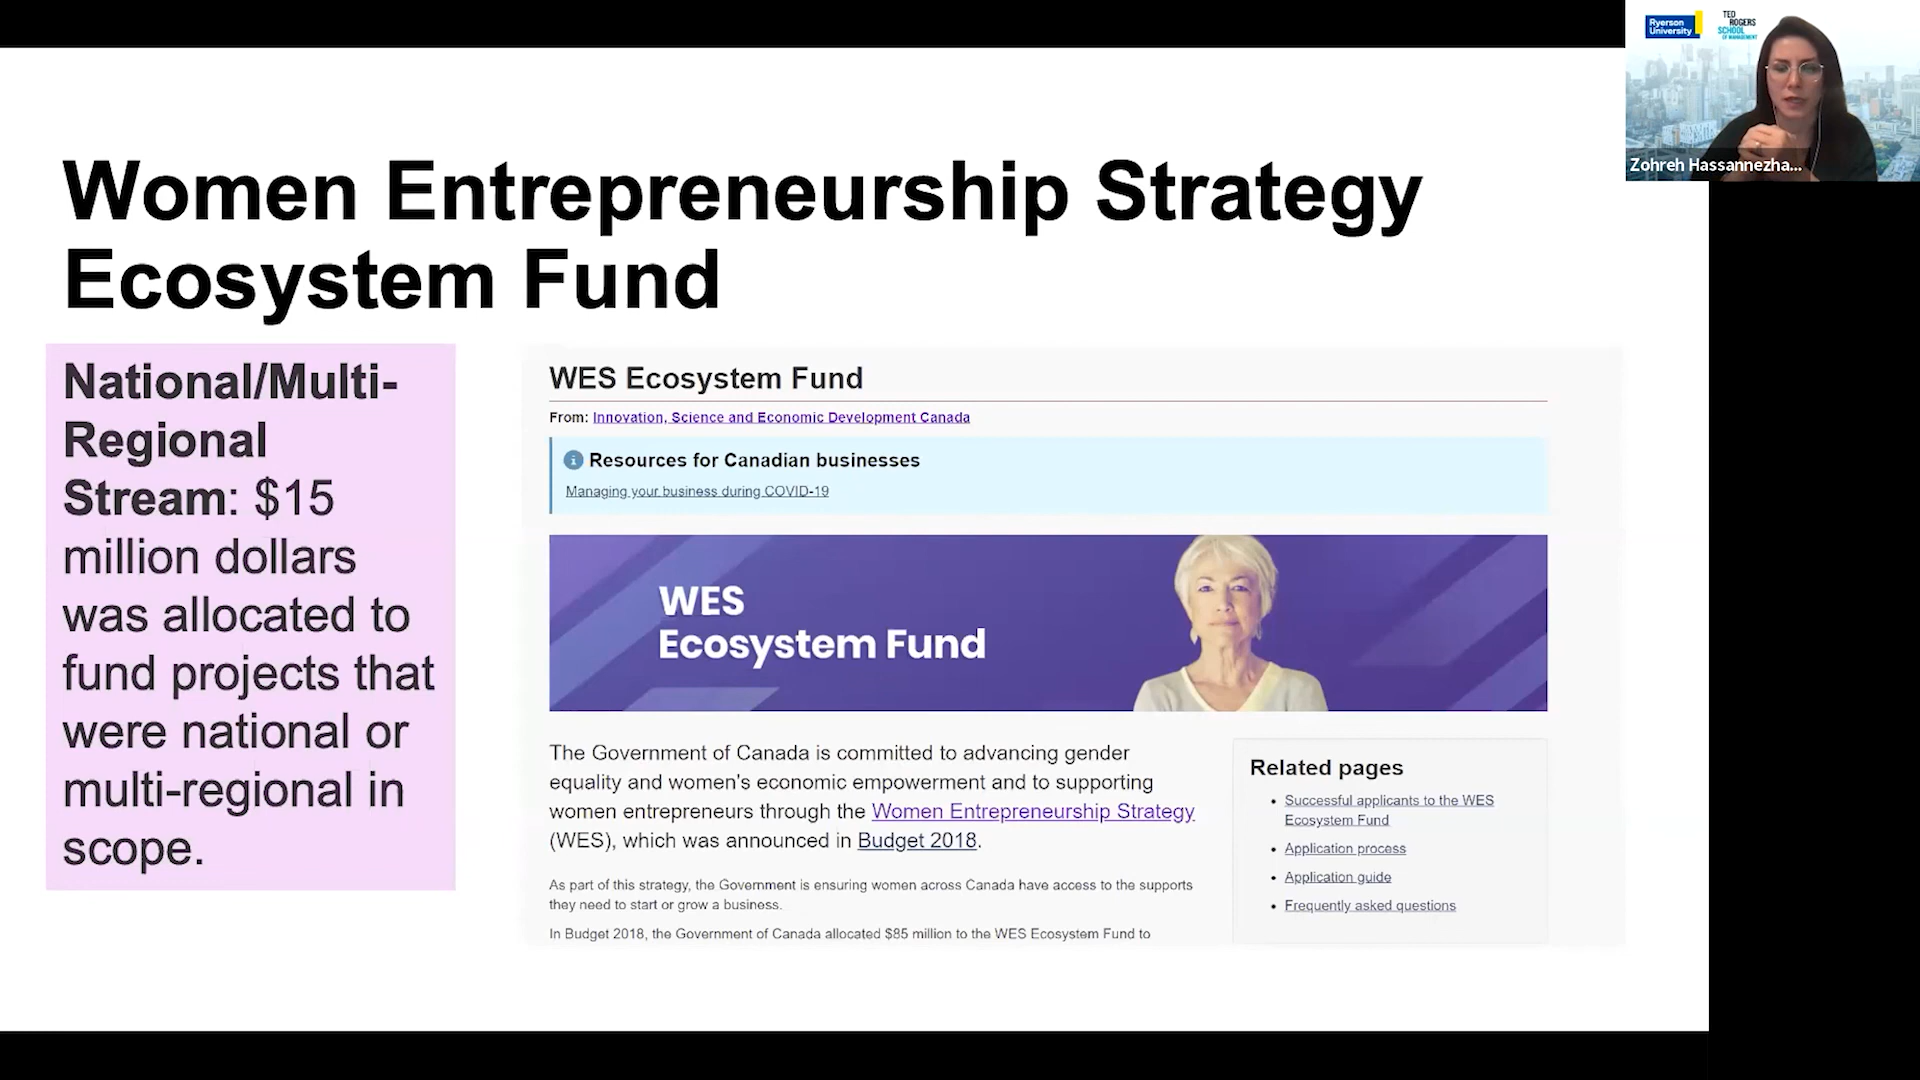 Women Entrepreneurship Strategy
Ecosystem Fund
National/Multi-
Regional
Stream: $15
million dollars
was allocated to
fund projects that
were national or
multi-regional in
scope.
WES Ecosystem Fund
From: Innovation, Science and Economic Development Canada
Resources for Canadian businesses
Managing your business during COVID-19
WES
Ecosystem Fund
The Government of Canada is committed to advancing gender
equality and women's economic empowerment and to supporting
women entrepreneurs through the Women Entrepreneurship Strategy
(WES), which was announced in Budget 2018.
As part of this strategy, the Government is ensuring women across Canada have access to the supports
they need to start or grow a business.
In Budget 2018, the Government of Canada allocated $85 million to the WES Ecosystem Fund to
Related pages
• Successful applicants to the WES
Ecosystem Fund
• Application process
• Application guide
• Frequently asked questions
Ryerson
University
TED
ROGERS
SCHOOL
OF MANAGEMENT
Zohreh Hassannezha...